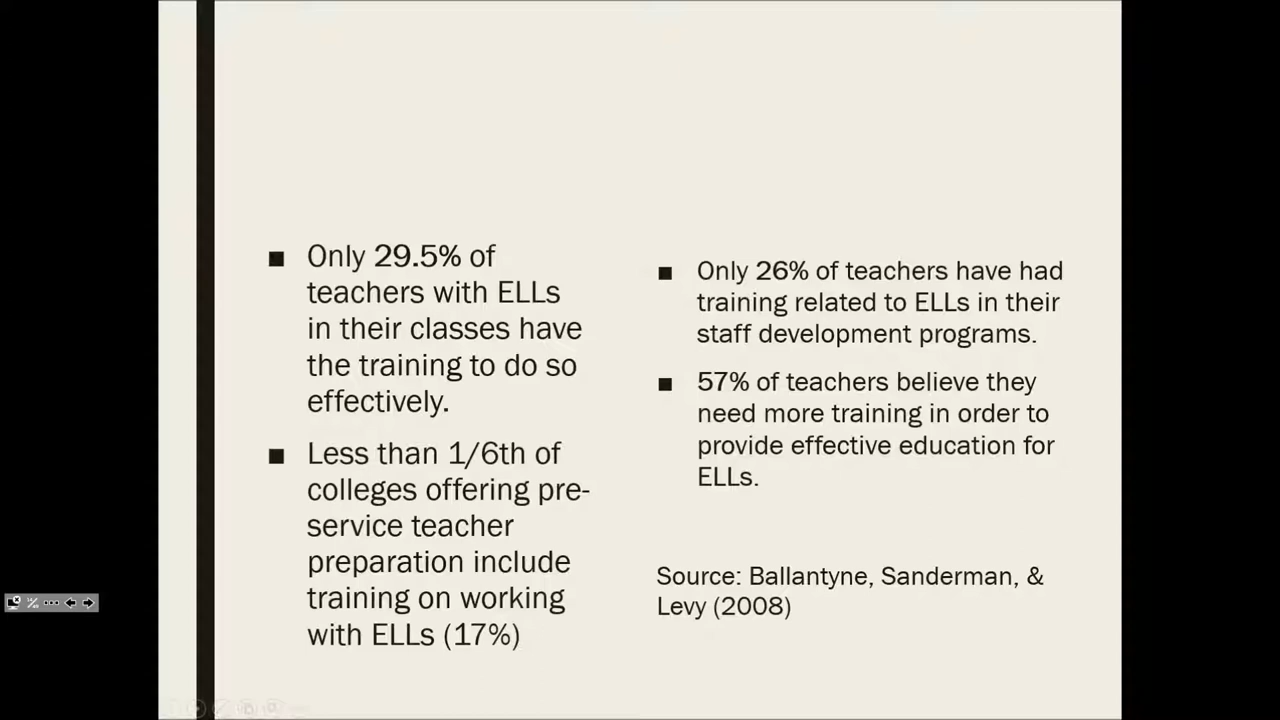 Only 29.5% of
teachers with ELLs
in their classes have
the training to do so
effectively.
Less than 1/6th of
colleges offering pre-
service teacher
preparation include
training on working
with ELLs (17%)
Only 26% of teachers have had
training related to ELLs in their
staff development programs.
57% of teachers believe they
need more training in order to
provide effective education for
ELLs.
Source: Ballantyne, Sanderman, &
Levy (2008)